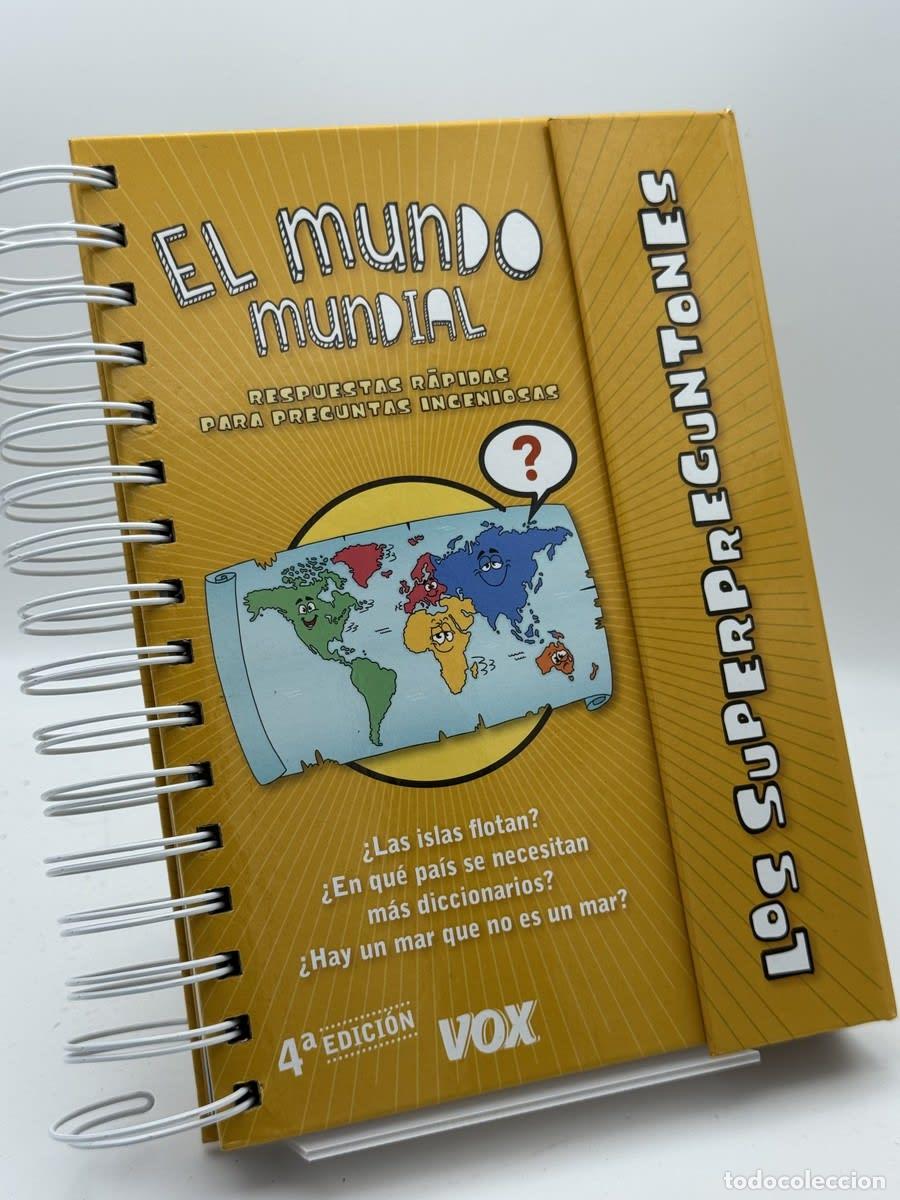 EL MUNDO
MUNDIAL
RESPUESTAS RÁPIDAS
PARA PREGUNTAS INGENIOSAS
?
¿Las islas flotan?
¿En qué país se necesitan
más diccionarios?
¿Hay un mar que no es un mar?
4ª EDICIÓN
VOX
LOS SUPERPREGUNTONES
todocoleccion